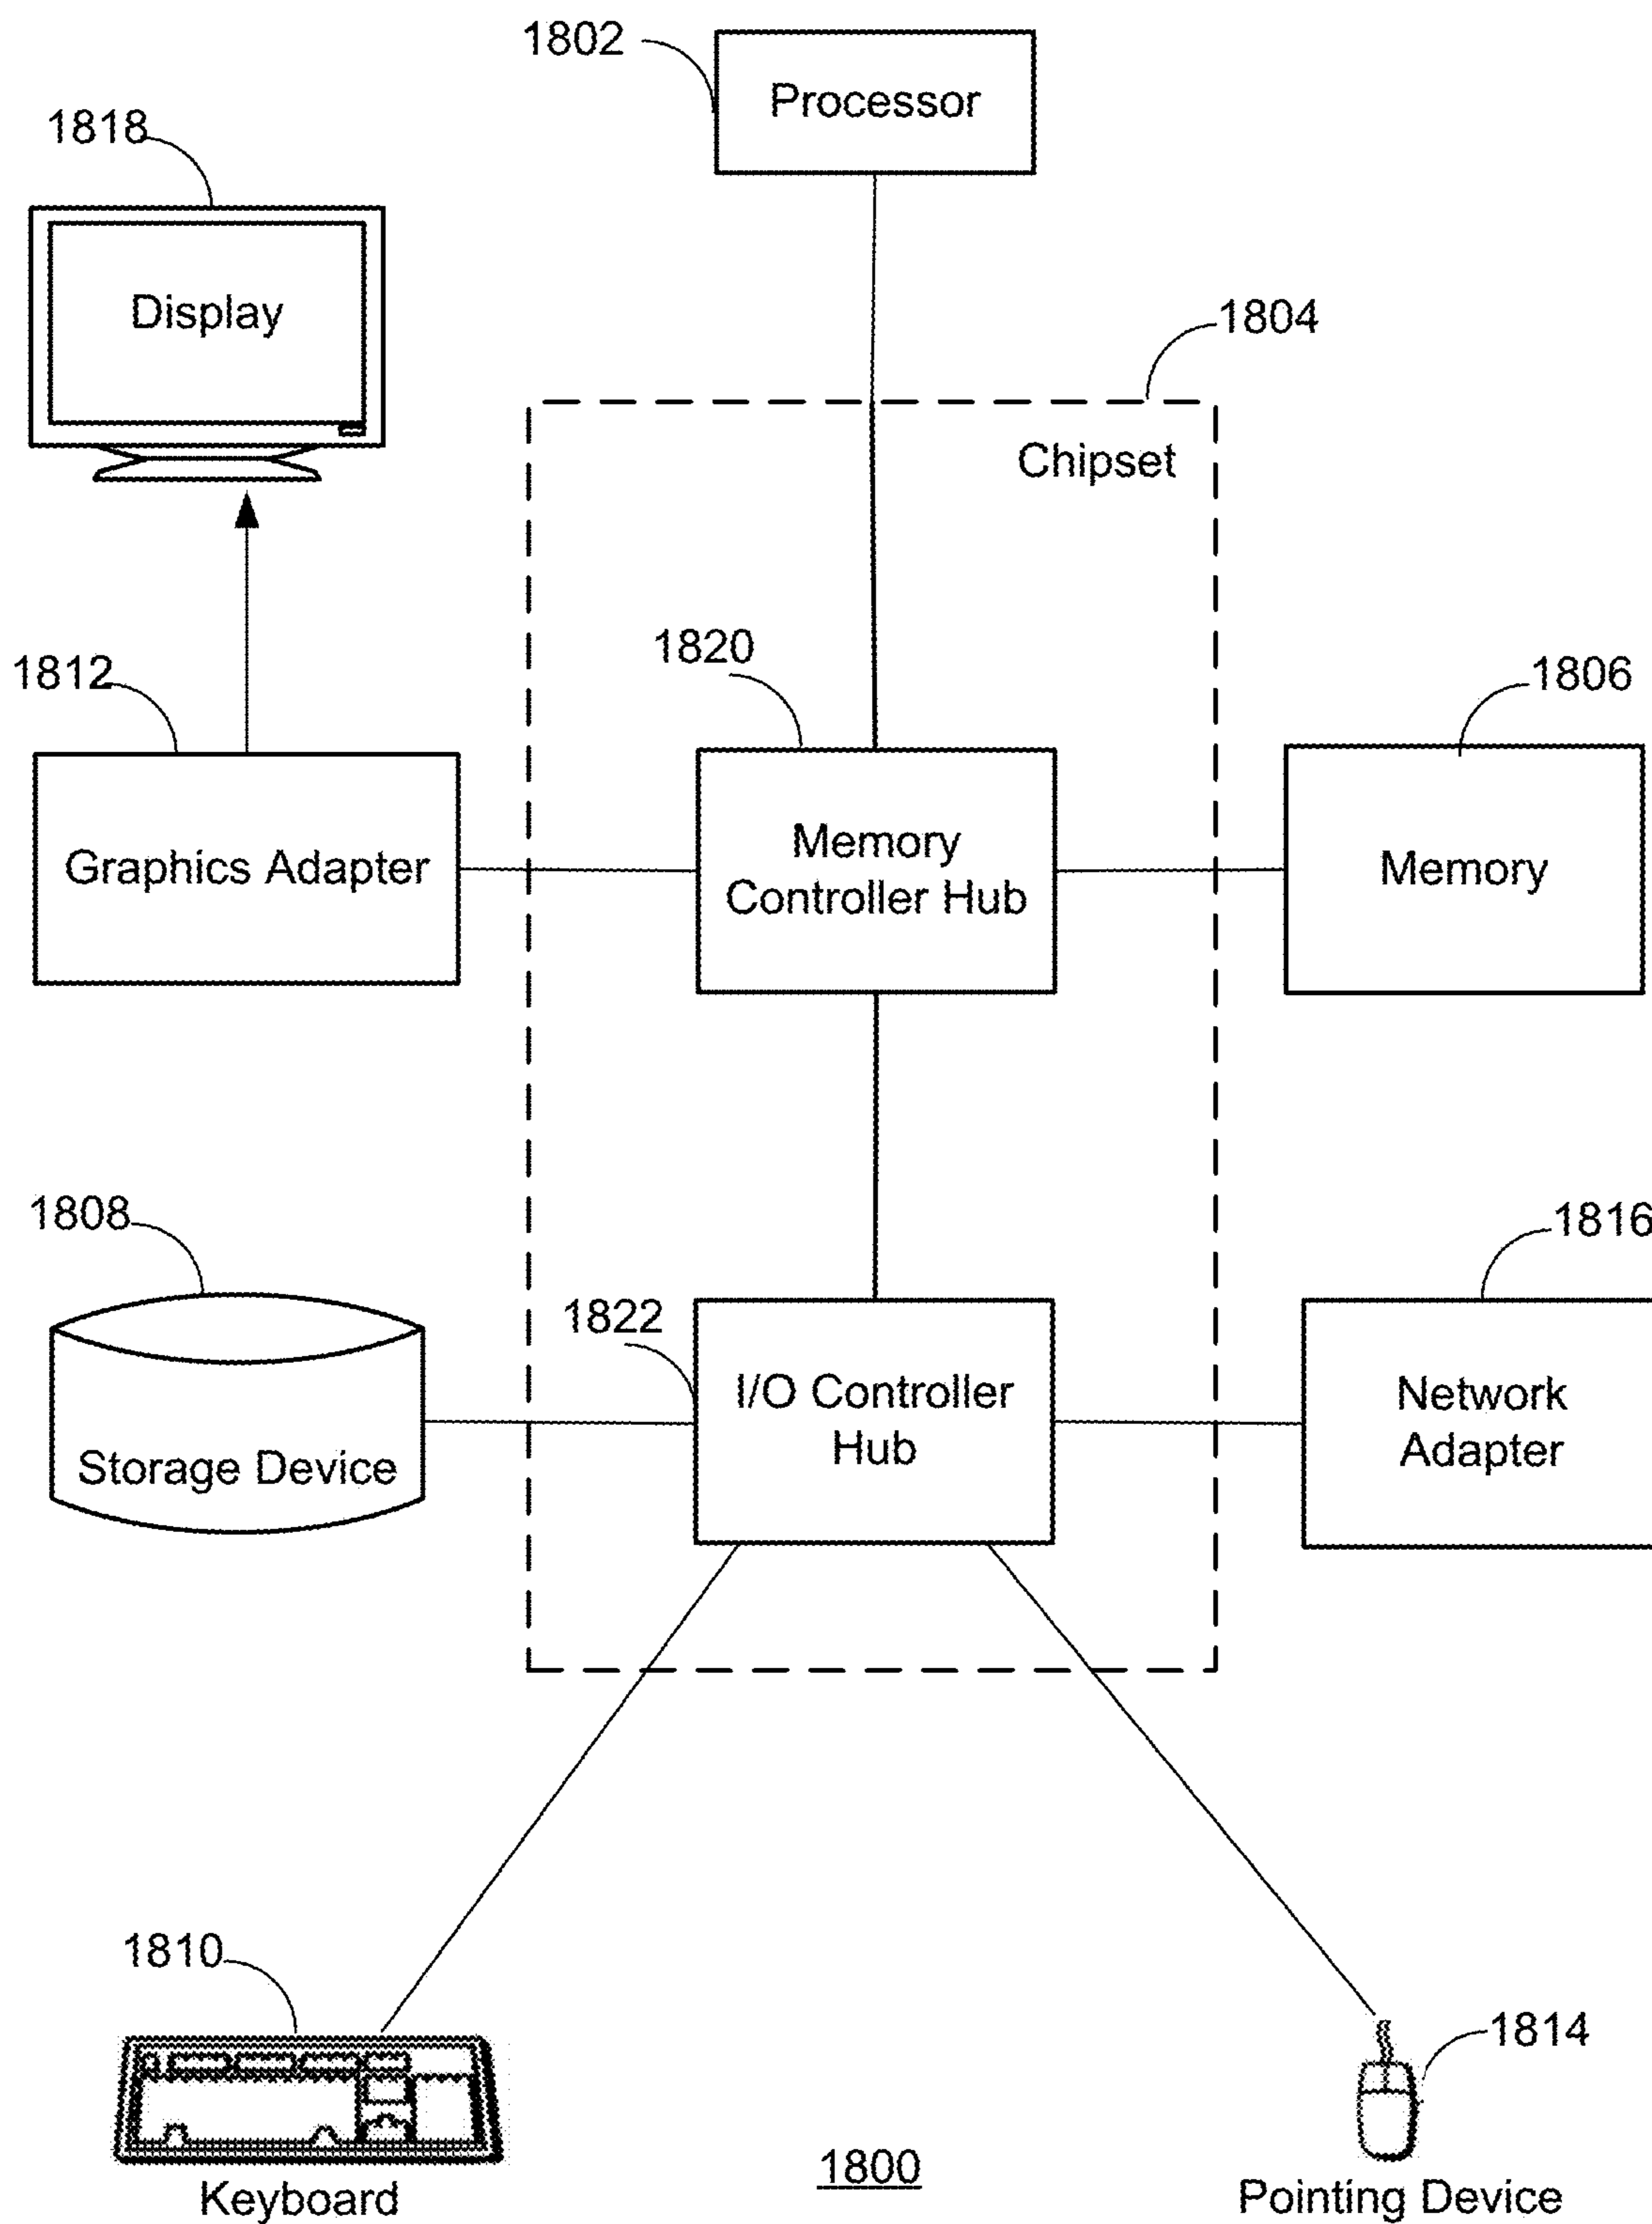 1802
Processor
1818
Display
1804
Chipset
1820
1812
1806
Memory
Controller Hub
Graphics Adapter
Memory
1808
1816
1822
I/O Controller
Hub
Network
Adapter
Storage Device
1810
1814
Keyboard
1800
Pointing Device